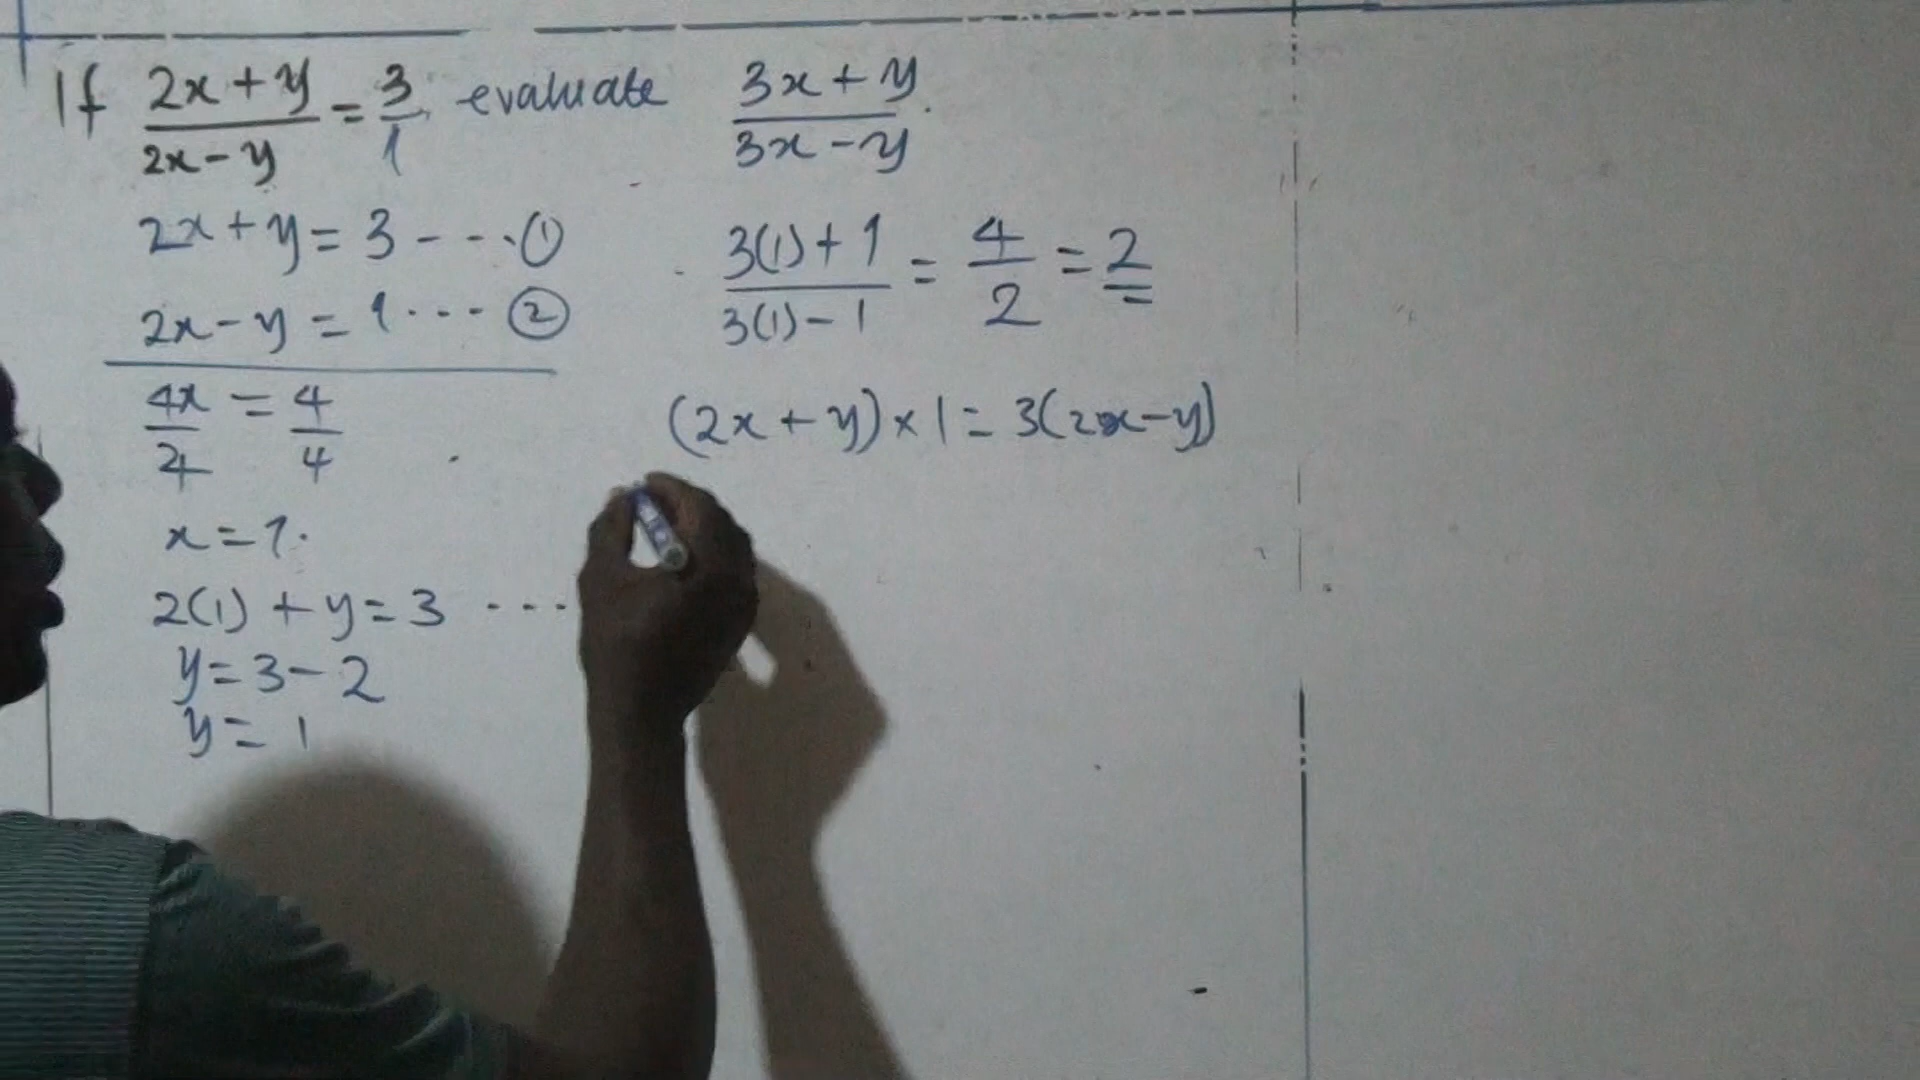 If (2x + y)/(2x - y) = 3/1, evaluate (3x + y)/(3x - y).
2x + y = 3 - - - ①
2x - y = 1 - - - ②
4x/4 = 4/4
x = 1.
2(1) + y = 3 - - -
y = 3 - 2
y = 1
(3(1) + 1)/(3(1) - 1) = 4/2 = 2
(2x + y) × 1 = 3(2x - y)